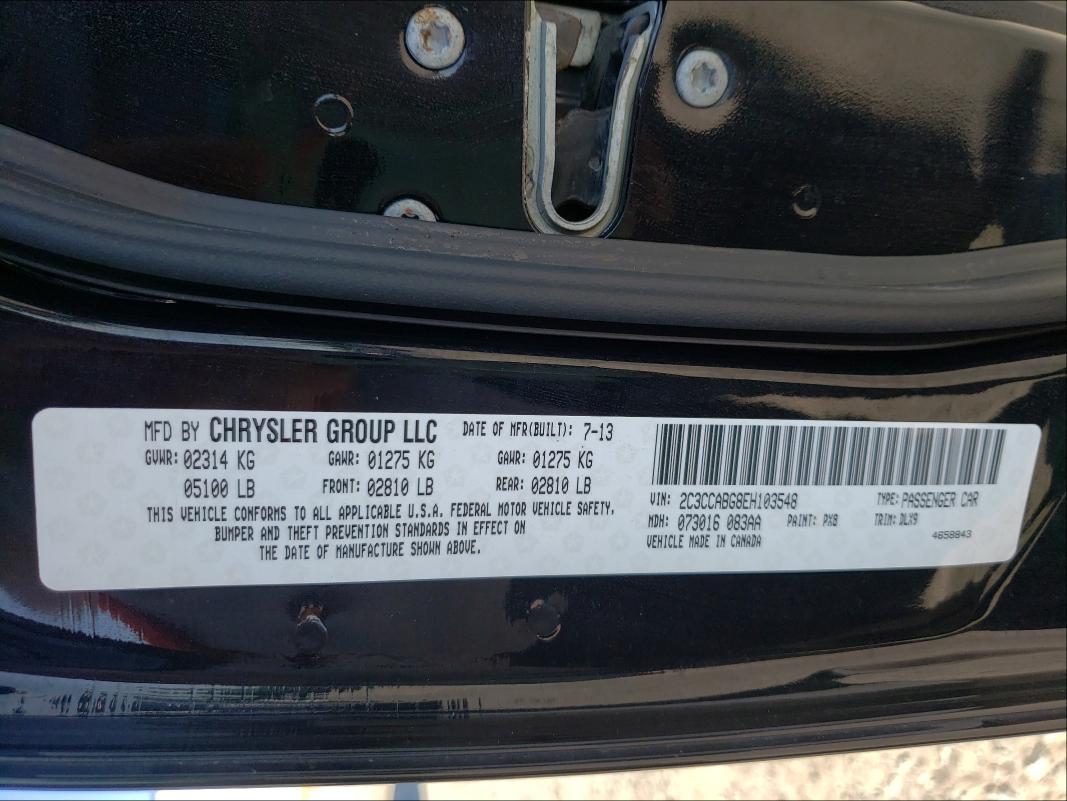 MFD BY CHRYSLER GROUP LLC DATE OF MFR(BUILT): 7-13
GVWR: 02314 KG GAWR: 01275 KG GAWR: 01275 KG
05100 LB FRONT: 02810 LB REAR: 02810 LB
THIS VEHICLE CONFORMS TO ALL APPLICABLE U.S.A. FEDERAL MOTOR VEHICLE SAFETY,
BUMPER AND THEFT PREVENTION STANDARDS IN EFFECT ON
THE DATE OF MANUFACTURE SHOWN ABOVE.
VIN: 2C3CCABG8EH103548 TYPE: PASSENGER CAR
MDH: 073016 083AA PAINT: PX8 TRIM: DLX9
VEHICLE MADE IN CANADA 4658843